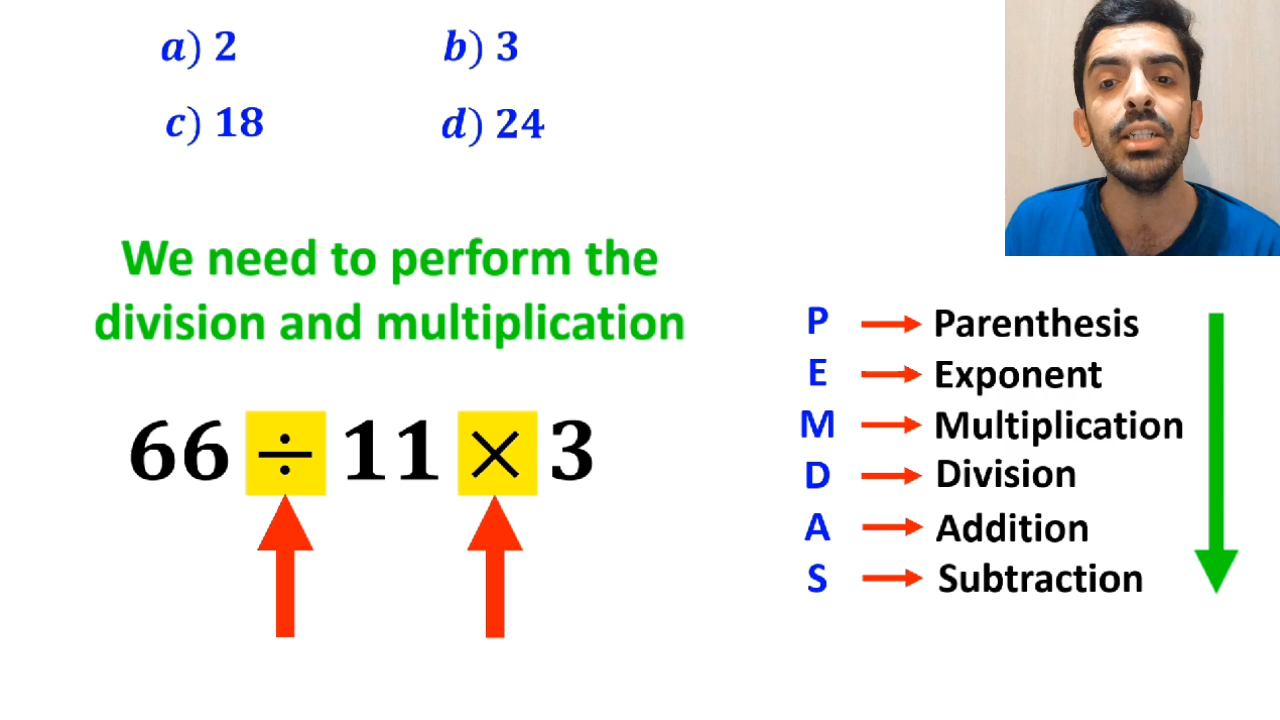 a) 2 b) 3
c) 18 d) 24
We need to perform the
division and multiplication
66 ÷ 11 × 3
P → Parenthesis
E → Exponent
M → Multiplication
D → Division
A → Addition
S → Subtraction